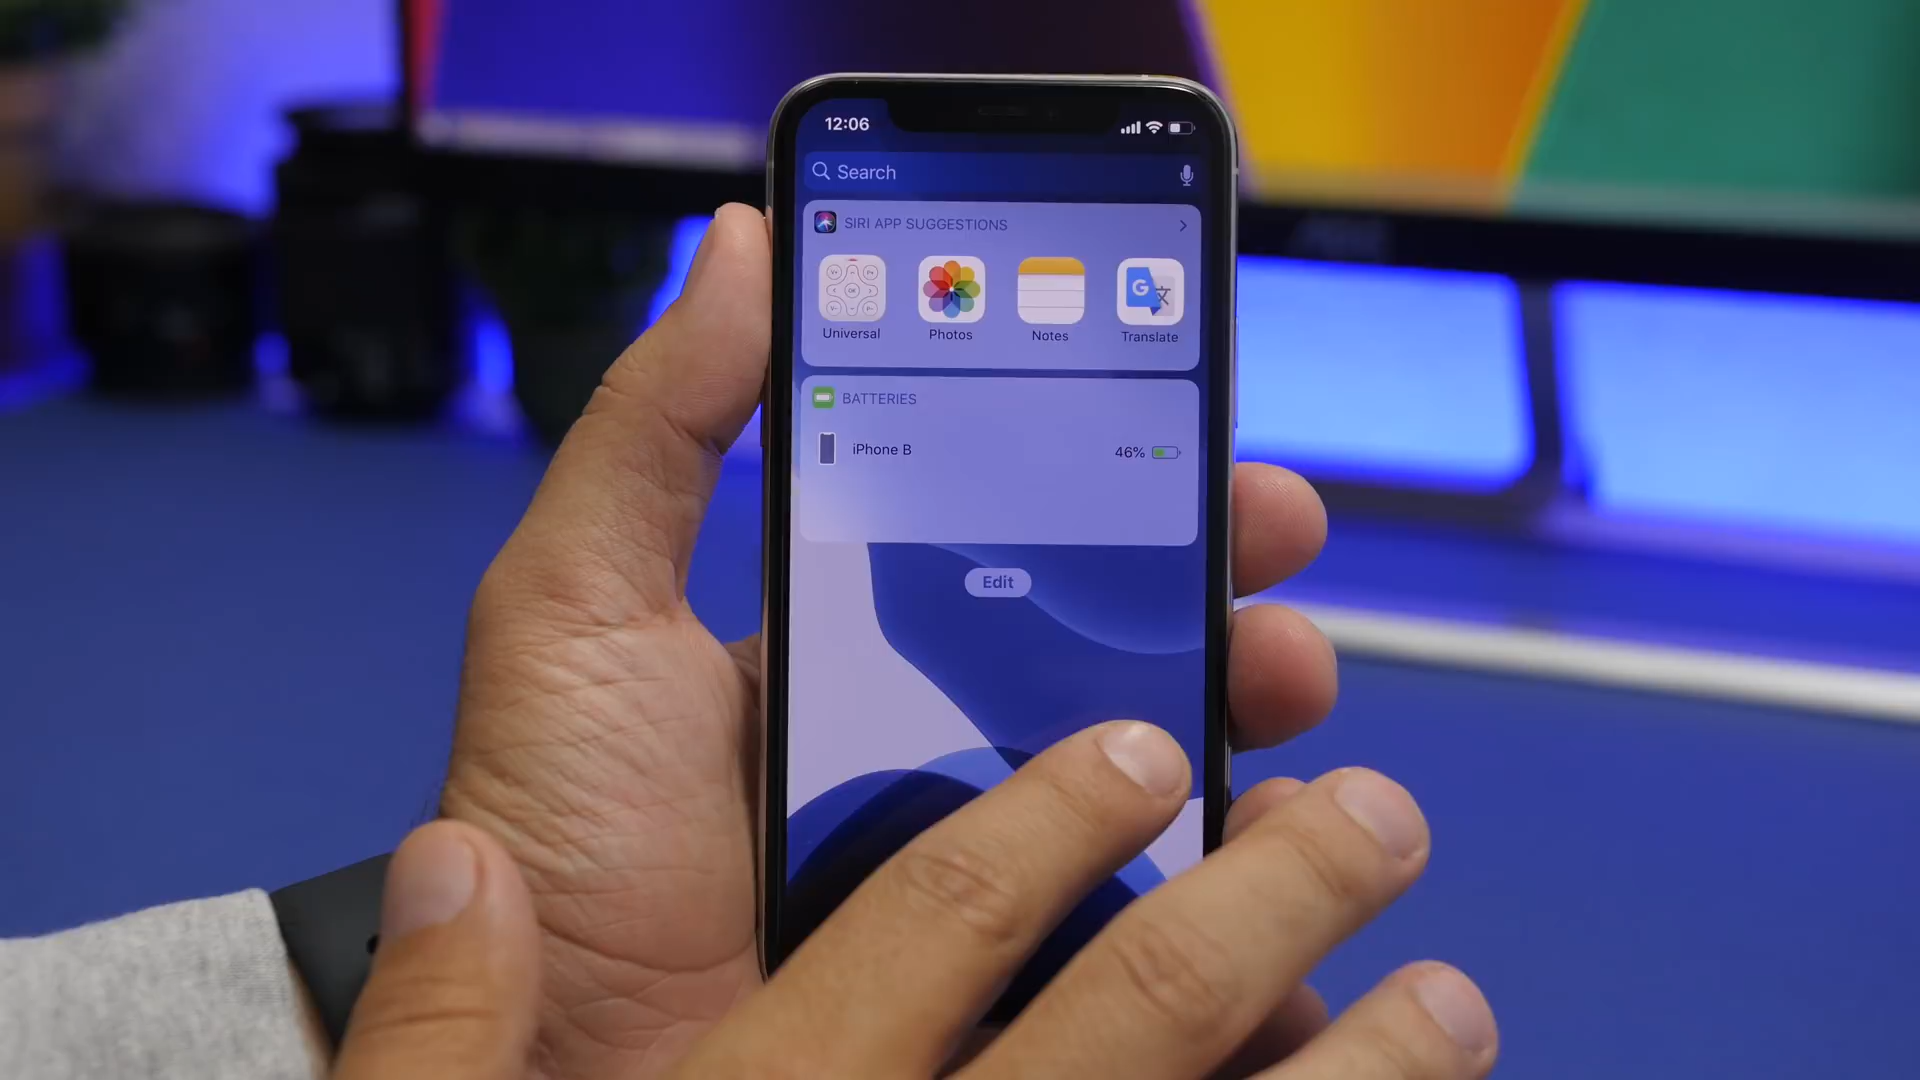 12:06
Search
SIRI APP SUGGESTIONS
Universal
Photos
Notes
Translate
BATTERIES
iPhone B
46%
Edit